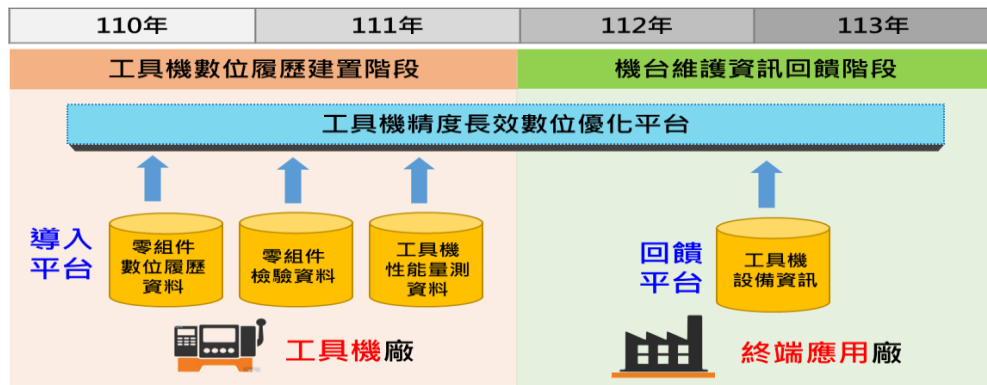 110年
111年
112年
113年
工具機數位履歷建置階段
機台維護資訊回饋階段
工具機精度長效數位優化平台
導入
平台
零組件
數位履歷
資料
零組件
檢驗資料
工具機
性能量測
資料
回饋
平台
工具機
設備資訊
工具機廠
終端應用廠